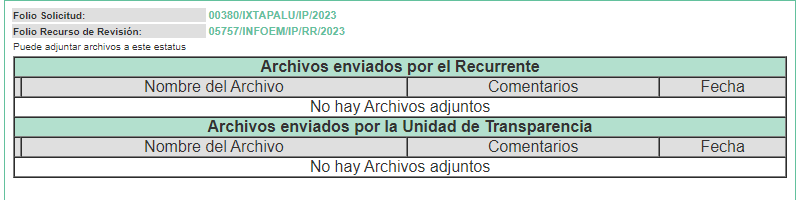 Folio Solicitud: 00380/IXTAPALU/IP/2023
Folio Recurso de Revisión: 05757/INFOEM/IP/RR/2023
Puede adjuntar archivos a este estatus
Archivos enviados por el Recurrente
Nombre del Archivo Comentarios Fecha
No hay Archivos adjuntos
Archivos enviados por la Unidad de Transparencia
Nombre del Archivo Comentarios Fecha
No hay Archivos adjuntos